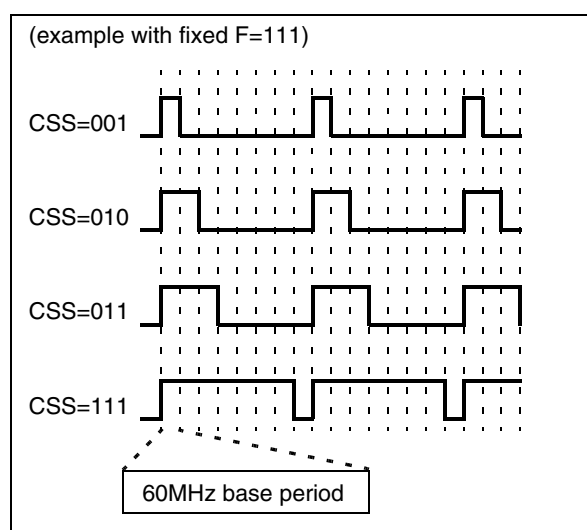 (example with fixed F=111)
CSS=001
CSS=010
CSS=011
CSS=111
60MHz base period